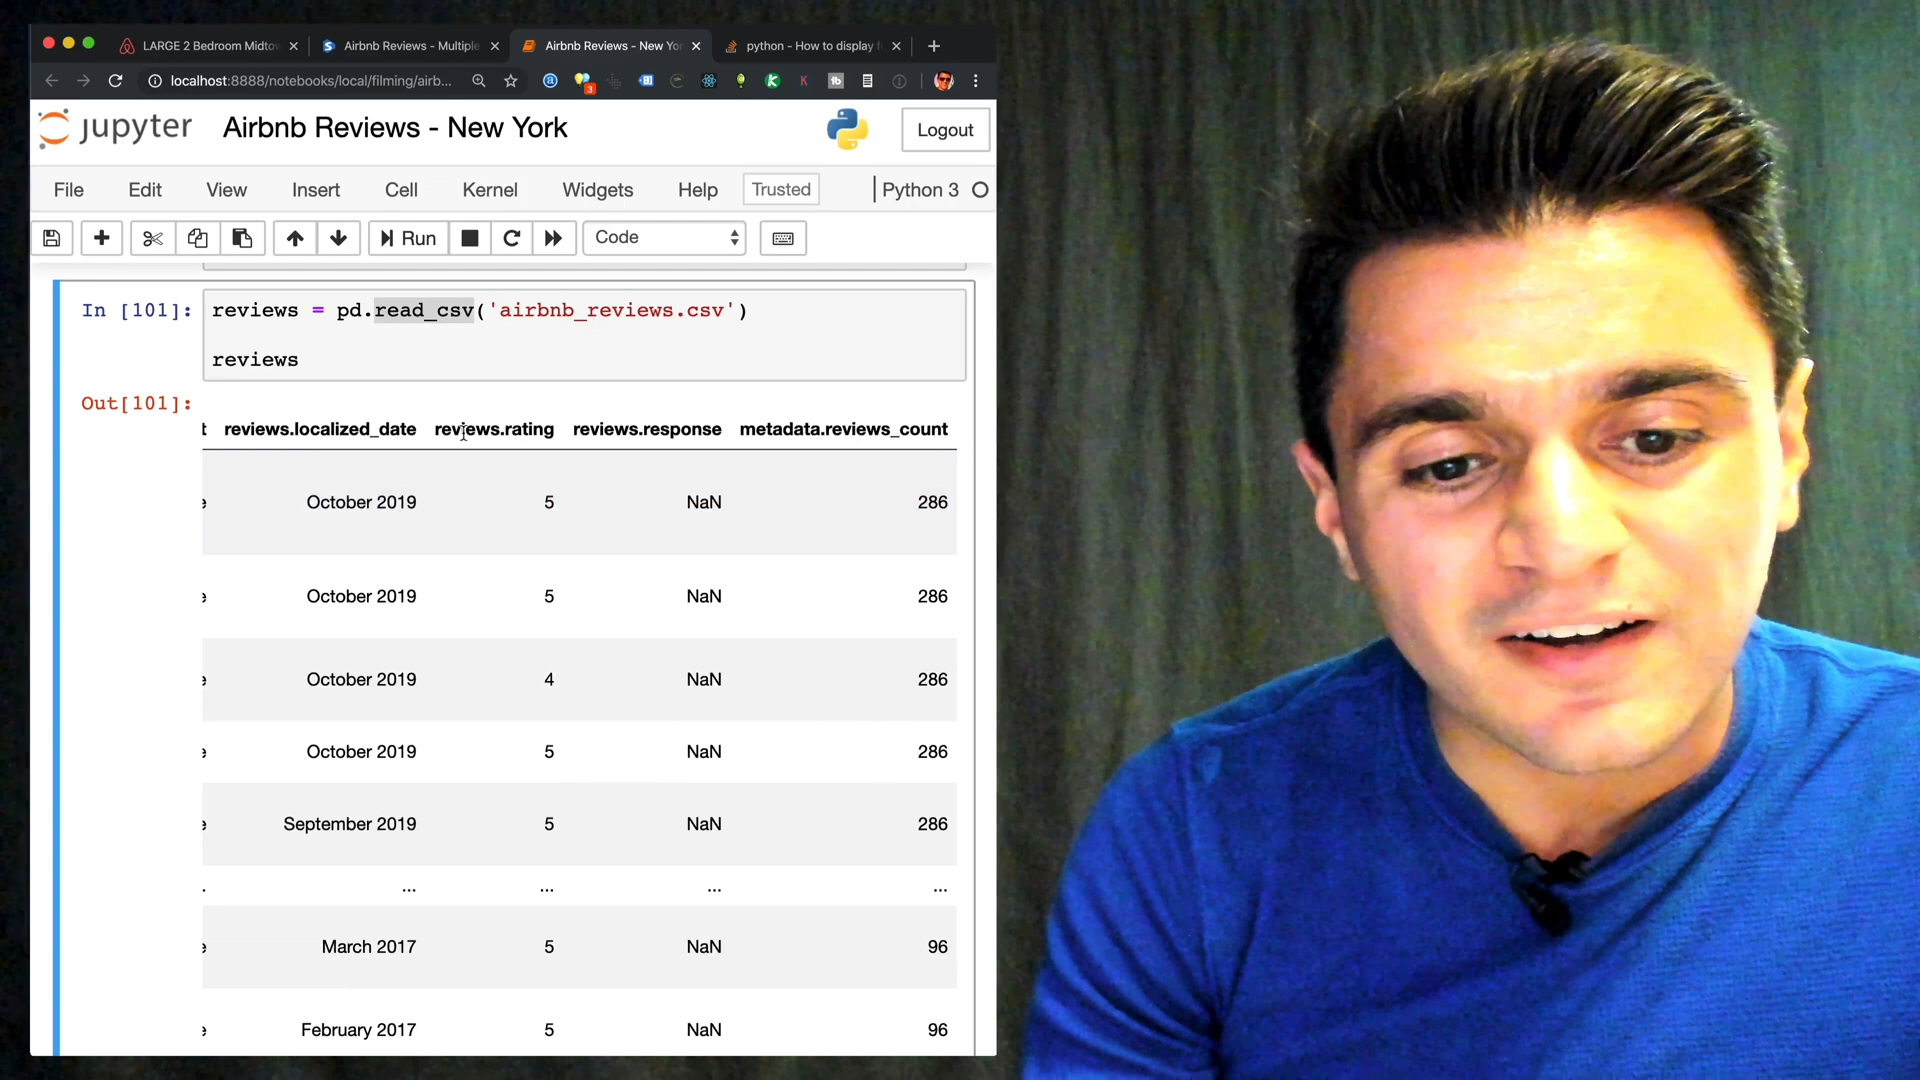 LARGE 2 Bedroom Midtow
Airbnb Reviews - Multiple
Airbnb Reviews - New Yor
python - How to display f
localhost:8888/notebooks/local/filming/airb...
3
jupyter
Airbnb Reviews - New York
Logout
File Edit View Insert Cell Kernel Widgets Help Trusted Python 3
Run Code
In [101]: reviews = pd.read_csv('airbnb_reviews.csv')
reviews
Out[101]:
t reviews.localized_date reviews.rating reviews.response metadata.reviews_count
e October 2019 5 NaN 286
e October 2019 5 NaN 286
e October 2019 4 NaN 286
e October 2019 5 NaN 286
e September 2019 5 NaN 286
. ... ... ... ...
e March 2017 5 NaN 96
e February 2017 5 NaN 96